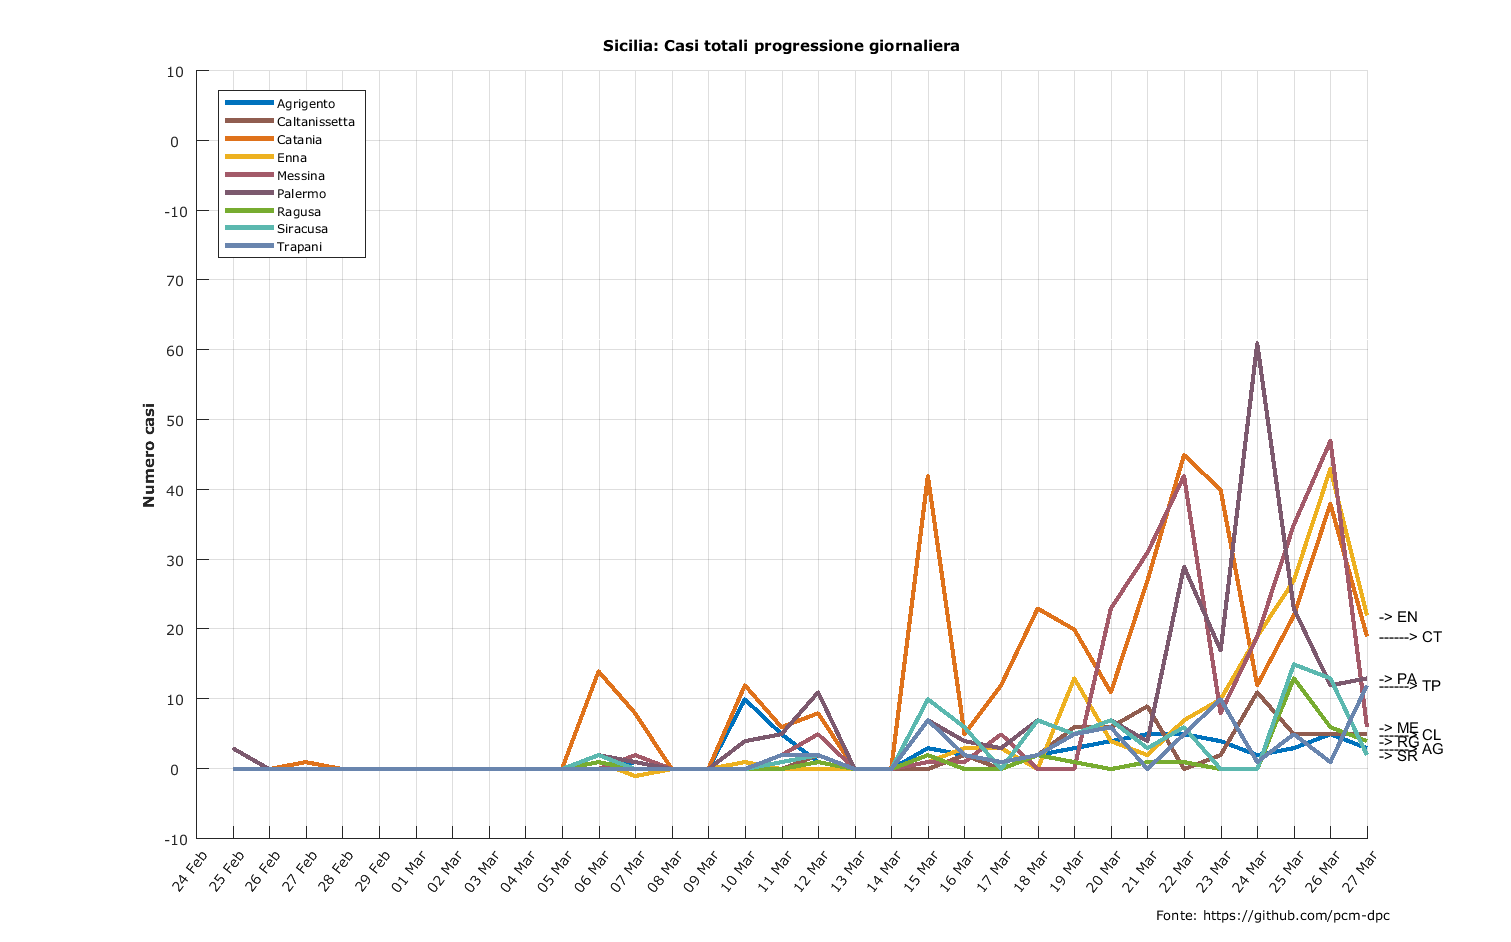 Sicilia: Casi totali progressione giornaliera
10
0
-10
70
60
50
40
30
20
10
0
-10
Numero casi
Agrigento
Caltanissetta
Catania
Enna
Messina
Palermo
Ragusa
Siracusa
Trapani
-> EN
------> CT
-> PA
------> TP
-> ME
------> CL
-> RG
------> AG
-> SR
24 Feb
25 Feb
26 Feb
27 Feb
28 Feb
29 Feb
01 Mar
02 Mar
03 Mar
04 Mar
05 Mar
06 Mar
07 Mar
08 Mar
09 Mar
10 Mar
11 Mar
12 Mar
13 Mar
14 Mar
15 Mar
16 Mar
17 Mar
18 Mar
19 Mar
20 Mar
21 Mar
22 Mar
23 Mar
24 Mar
25 Mar
26 Mar
27 Mar
Fonte: https://github.com/pcm-dpc